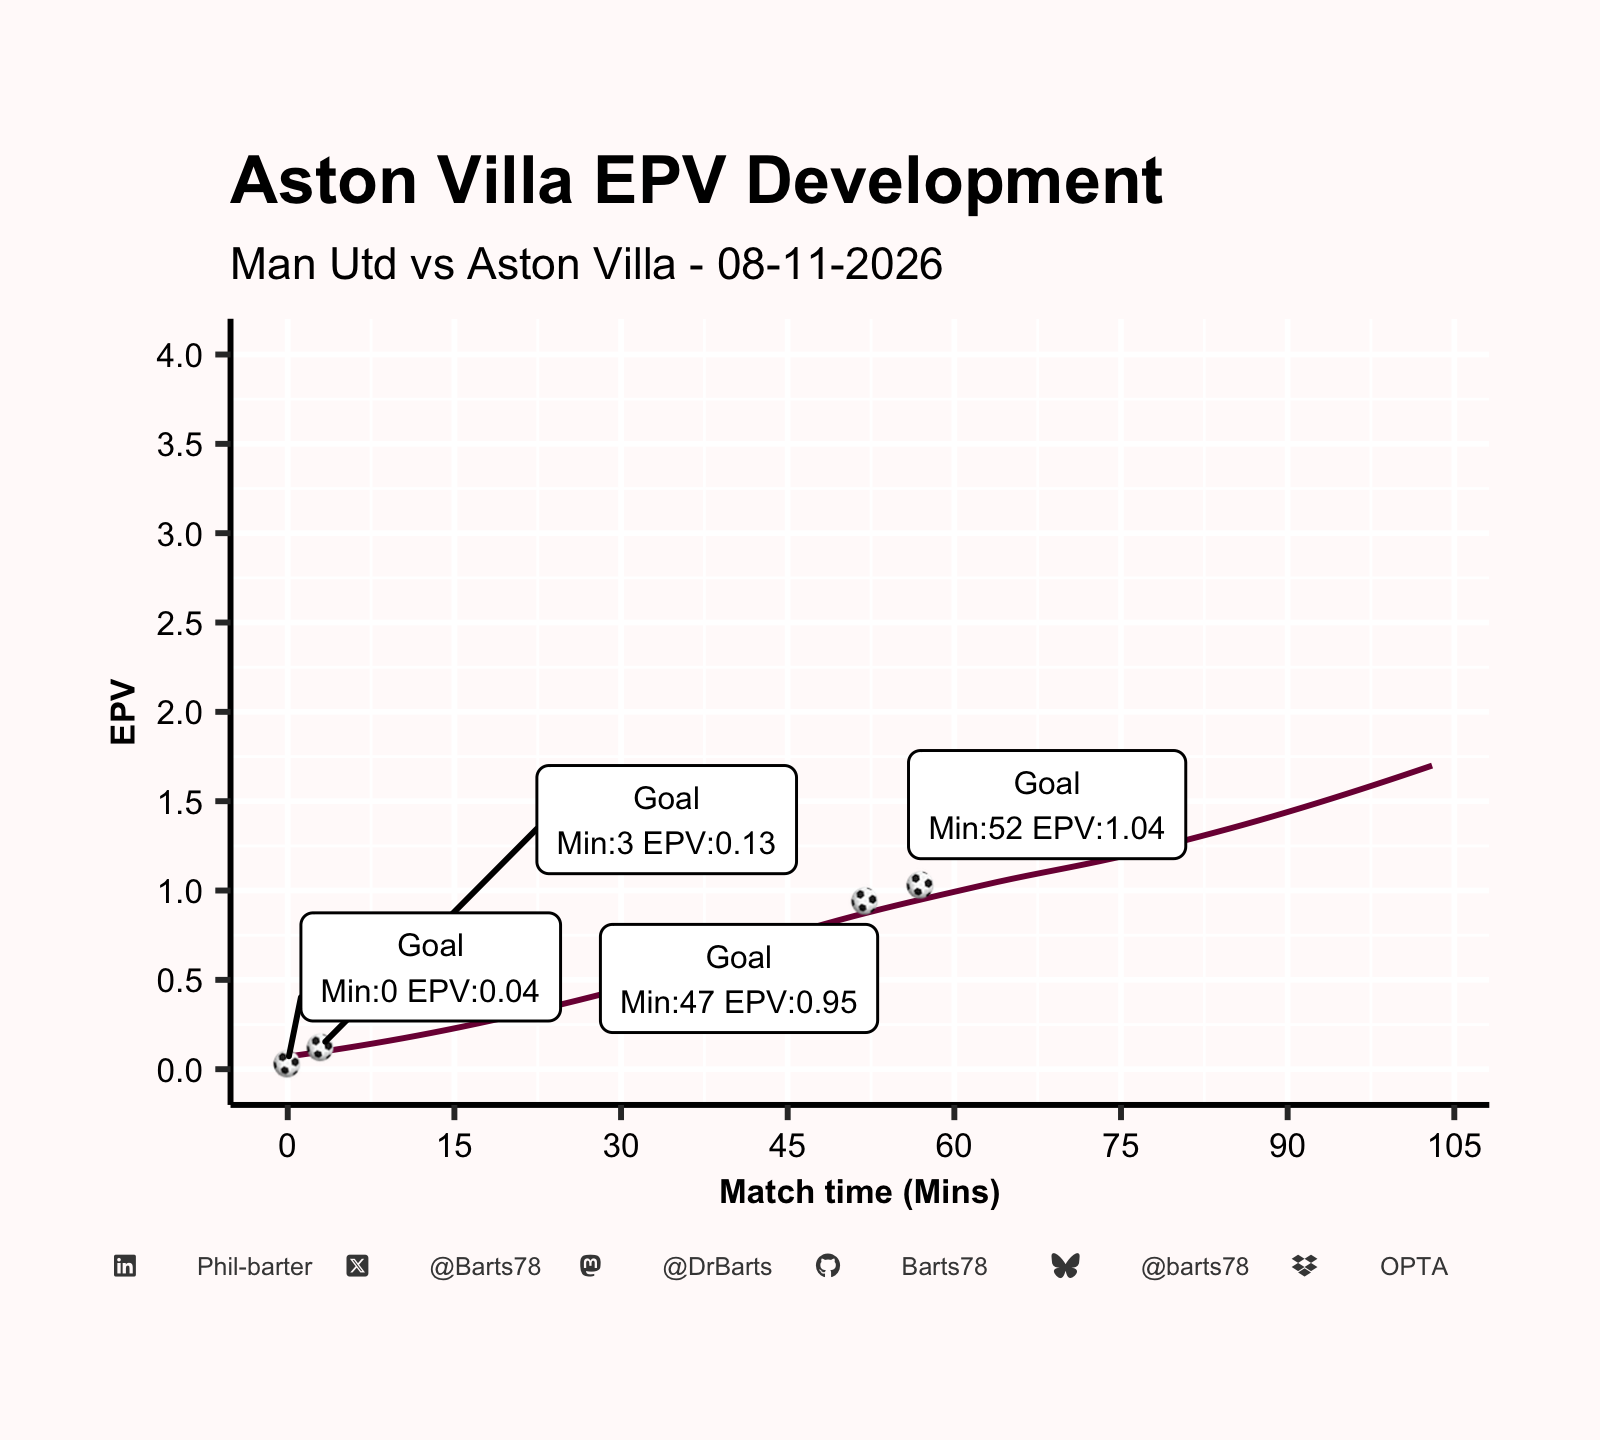 Aston Villa EPV Development
Man Utd vs Aston Villa - 08-11-2026
EPV
4.0
3.5
3.0
2.5
2.0
1.5
1.0
0.5
0.0
Goal
Min:3 EPV:0.13
Goal
Min:52 EPV:1.04
Goal
Min:0 EPV:0.04
Goal
Min:47 EPV:0.95
0 15 30 45 60 75 90 105
Match time (Mins)
Phil-barter @Barts78 @DrBarts Barts78 @barts78 OPTA